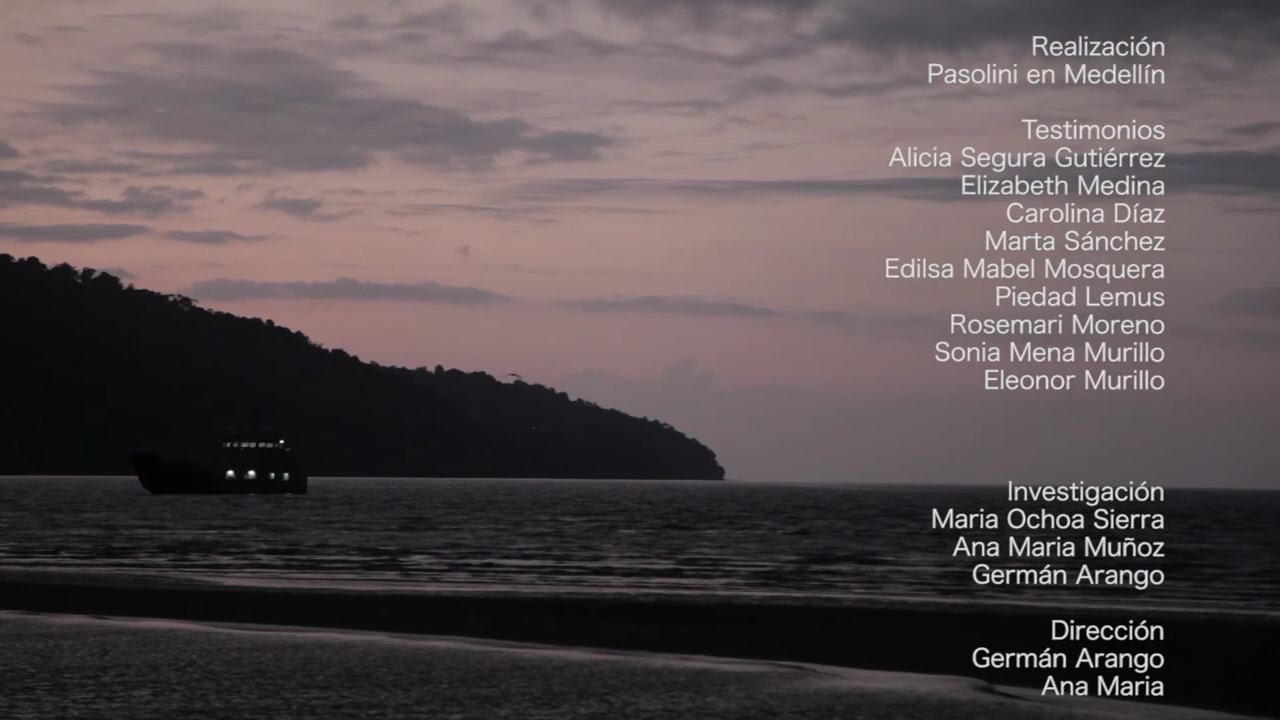 Realización
Pasolini en Medellín
Testimonios
Alicia Segura Gutiérrez
Elizabeth Medina
Carolina Díaz
Marta Sánchez
Edilsa Mabel Mosquera
Piedad Lemus
Rosemari Moreno
Sonia Mena Murillo
Eleonor Murillo
Investigación
Maria Ochoa Sierra
Ana Maria Muñoz
Germán Arango
Dirección
Germán Arango
Ana Maria